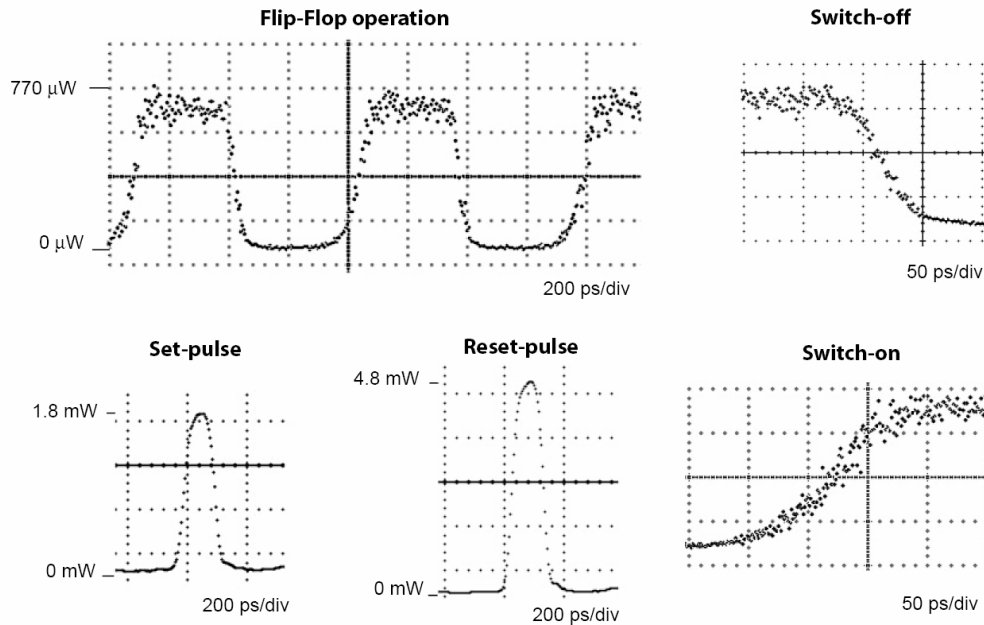 Flip-Flop operation
770 µW
0 µW
200 ps/div
Switch-off
50 ps/div
Set-pulse
1.8 mW
0 mW
200 ps/div
Reset-pulse
4.8 mW
0 mW
200 ps/div
Switch-on
50 ps/div